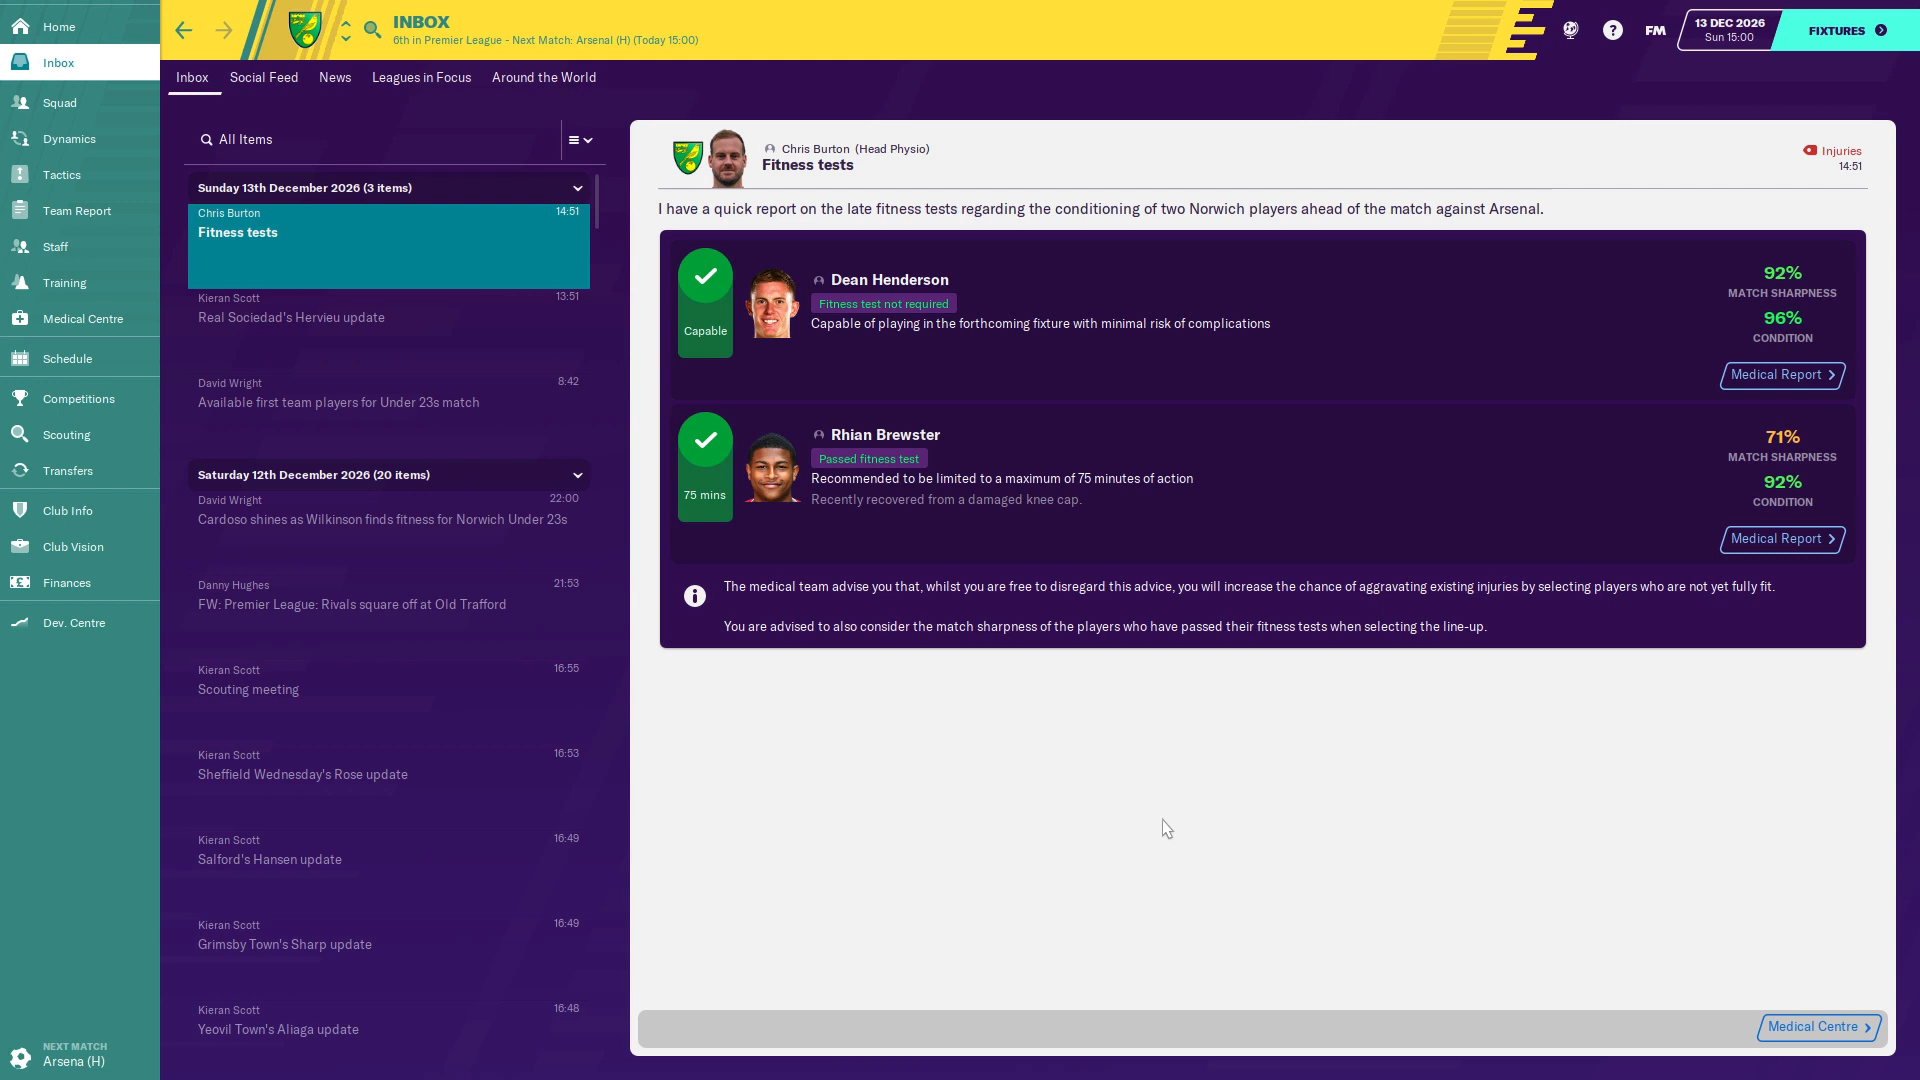 Home
Inbox
Squad
Dynamics
Tactics
Team Report
Staff
Training
Medical Centre
Schedule
Competitions
Scouting
Transfers
Club Info
Club Vision
Finances
Dev. Centre
NEXT MATCH
Arsena (H)
INBOX
6th in Premier League - Next Match: Arsenal (H) (Today 15:00)
FM
13 DEC 2026
Sun 15:00
FIXTURES
Inbox Social Feed News Leagues in Focus Around the World
All Items
Sunday 13th December 2026 (3 items)
Chris Burton 14:51
Fitness tests
Kieran Scott 13:51
Real Sociedad's Hervieu update
David Wright 8:42
Available first team players for Under 23s match
Saturday 12th December 2026 (20 items)
David Wright 22:00
Cardoso shines as Wilkinson finds fitness for Norwich Under 23s
Danny Hughes 21:53
FW: Premier League: Rivals square off at Old Trafford
Kieran Scott 16:55
Scouting meeting
Kieran Scott 16:53
Sheffield Wednesday's Rose update
Kieran Scott 16:49
Salford's Hansen update
Kieran Scott 16:49
Grimsby Town's Sharp update
Kieran Scott 16:48
Yeovil Town's Aliaga update
Chris Burton (Head Physio)
Fitness tests
Injuries
14:51
I have a quick report on the late fitness tests regarding the conditioning of two Norwich players ahead of the match against Arsenal.
Capable
Dean Henderson
Fitness test not required
Capable of playing in the forthcoming fixture with minimal risk of complications
92%
MATCH SHARPNESS
96%
CONDITION
Medical Report
75 mins
Rhian Brewster
Passed fitness test
Recommended to be limited to a maximum of 75 minutes of action
Recently recovered from a damaged knee cap.
71%
MATCH SHARPNESS
92%
CONDITION
Medical Report
The medical team advise you that, whilst you are free to disregard this advice, you will increase the chance of aggravating existing injuries by selecting players who are not yet fully fit.
You are advised to also consider the match sharpness of the players who have passed their fitness tests when selecting the line-up.
Medical Centre